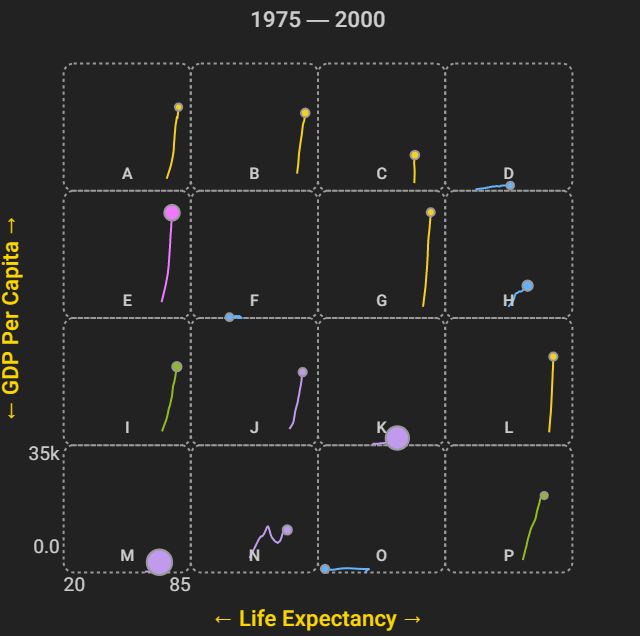 1975 — 2000
A B C D
E F G H
I J K L
M N O P
← GDP Per Capita →
35k
0.0
20 85
← Life Expectancy →